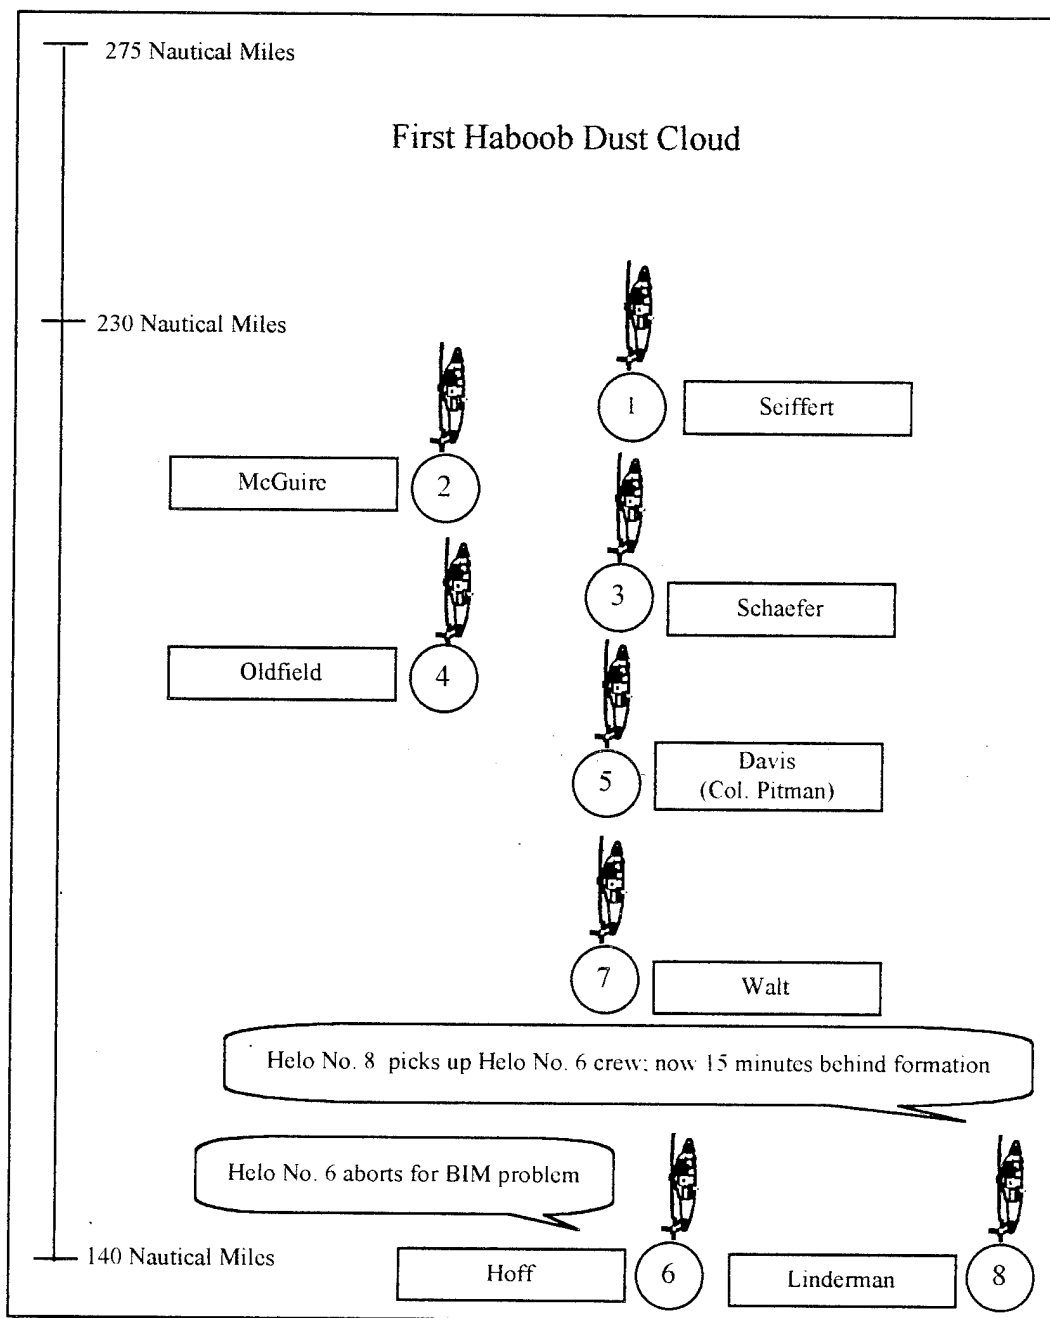 275 Nautical Miles
First Haboob Dust Cloud
230 Nautical Miles
1
Seiffert
McGuire
2
3
Schaefer
Oldfield
4
5
Davis
(Col. Pitman)
7
Walt
Helo No. 8 picks up Helo No. 6 crew; now 15 minutes behind formation
Helo No. 6 aborts for BIM problem
140 Nautical Miles
Hoff
6
Linderman
8